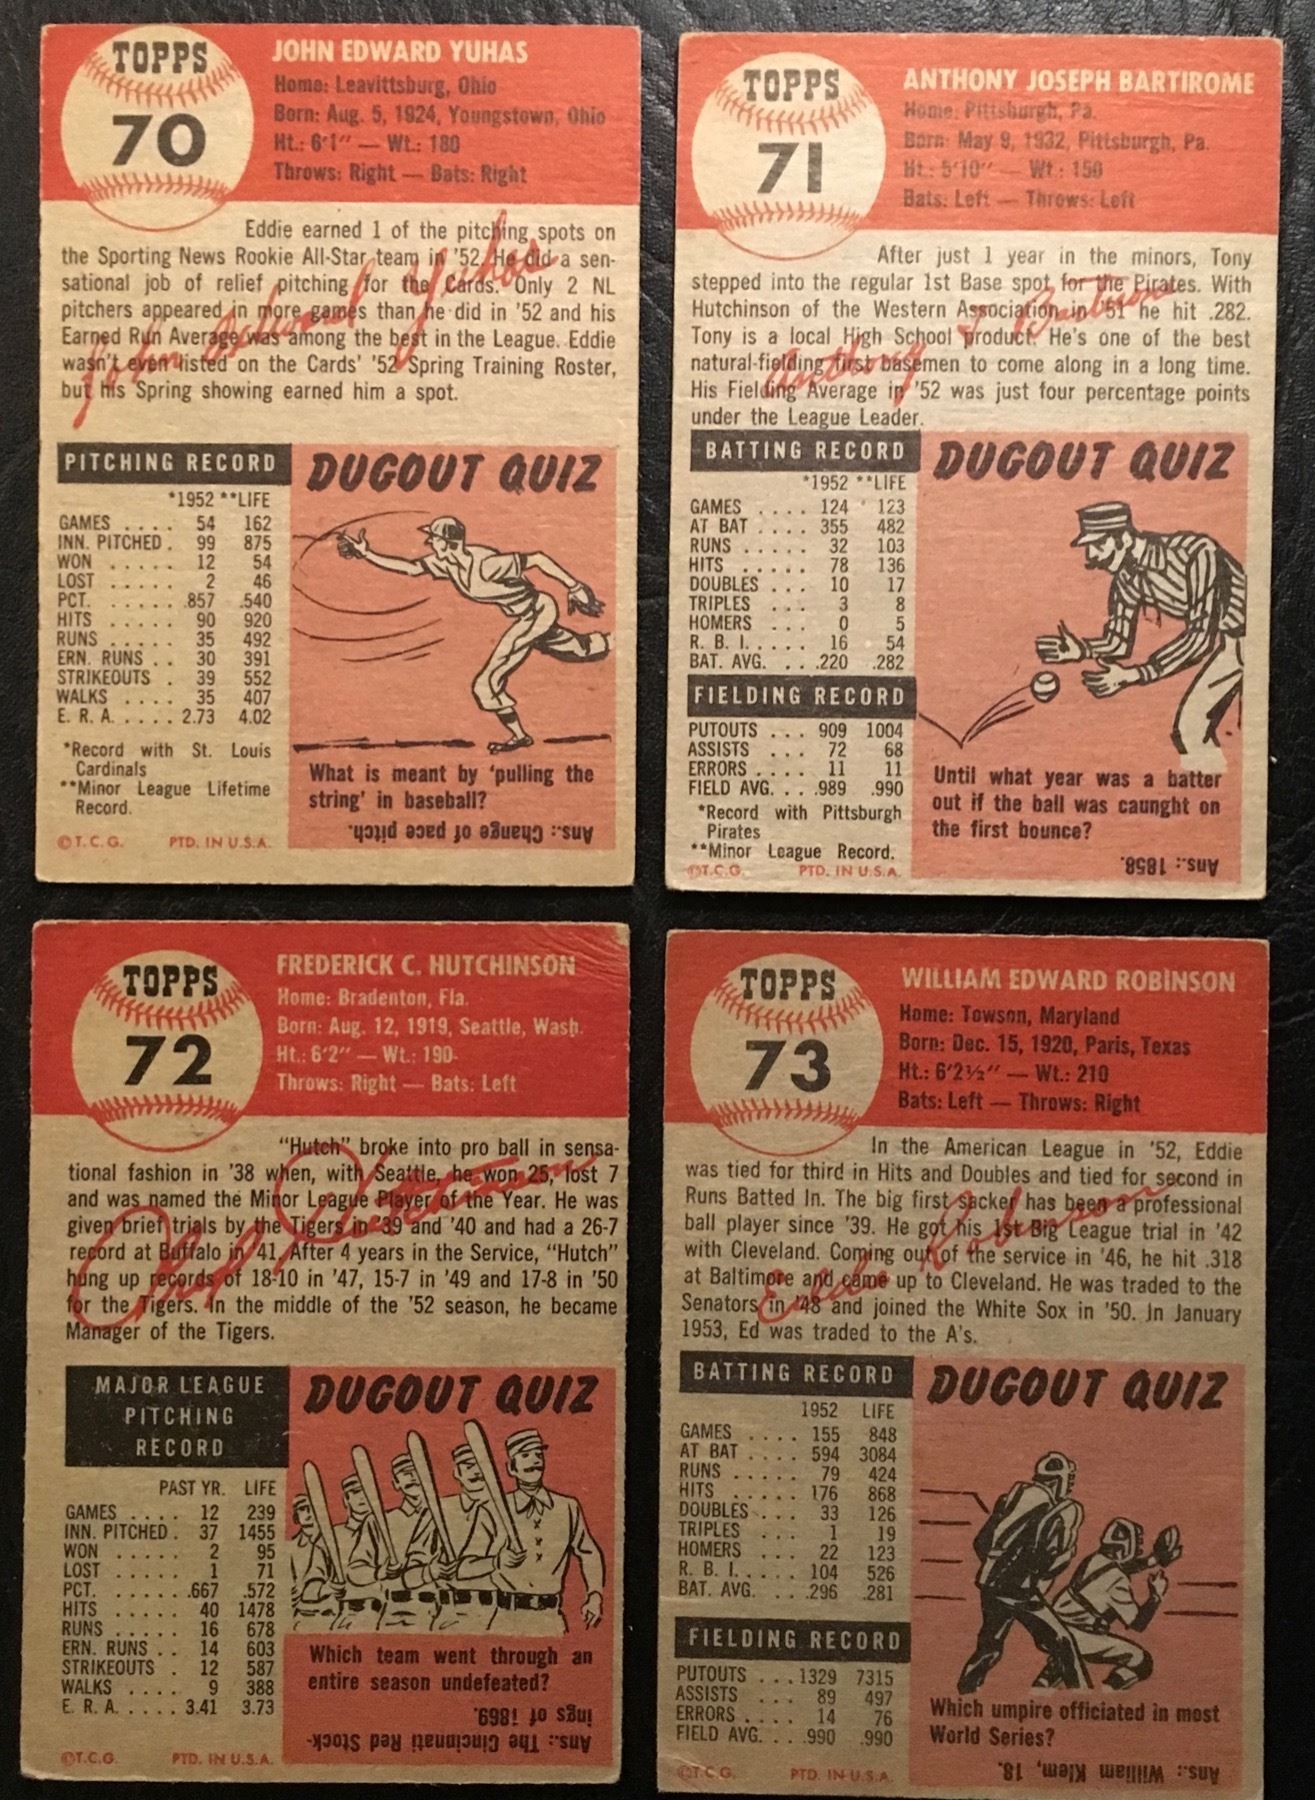 TOPPS
70
JOHN EDWARD YUHAS
Home: Leavittsburg, Ohio
Born: Aug. 5, 1924, Youngstown, Ohio
Ht.: 6'1" — Wt.: 180
Throws: Right — Bats: Right
Eddie earned 1 of the pitching spots on
the Sporting News Rookie All-Star team in '52. He did a sen-
sational job of relief pitching for the Cards. Only 2 NL
pitchers appeared in more games than he did in '52 and his
Earned Run Average was among the best in the League. Eddie
wasn't even listed on the Cards' '52 Spring Training Roster,
but his Spring showing earned him a spot.
John Edward Yuhas
PITCHING RECORD
*1952 **LIFE
GAMES .... 54 162
INN. PITCHED . 99 875
WON ..... 12 54
LOST ..... 2 46
PCT. ..... .857 .540
HITS ..... 90 920
RUNS ..... 35 492
ERN. RUNS .. 30 391
STRIKEOUTS . 39 552
WALKS .... 35 407
E. R. A. .... 2.73 4.02
*Record with St. Louis
Cardinals
**Minor League Lifetime
Record.
©T.C.G. PTD. IN U.S.A.
DUGOUT QUIZ
What is meant by 'pulling the
string' in baseball?
Ans.: Change of pace pitch.
TOPPS
71
ANTHONY JOSEPH BARTIROME
Home: Pittsburgh, Pa.
Born: May 9, 1932, Pittsburgh, Pa.
Ht.: 5'10" — Wt.: 150
Bats: Left — Throws: Left
After just 1 year in the minors, Tony
stepped into the regular 1st Base spot for the Pirates. With
Hutchinson of the Western Association in '51 he hit .282.
Tony is a local High School product. He's one of the best
natural-fielding first basemen to come along in a long time.
His Fielding Average in '52 was just four percentage points
under the League Leader.
Anthony J. Bartirome
BATTING RECORD
*1952 **LIFE
GAMES .... 124 123
AT BAT .... 355 482
RUNS ..... 32 103
HITS ..... 78 136
DOUBLES ... 10 17
TRIPLES ... 3 8
HOMERS ... 0 5
R. B. I. .... 16 54
BAT. AVG. .. .220 .282
FIELDING RECORD
PUTOUTS ... 909 1004
ASSISTS ... 72 68
ERRORS .... 11 11
FIELD AVG. ... .989 .990
*Record with Pittsburgh
Pirates
**Minor League Record.
©T.C.G. PTD. IN U.S.A.
DUGOUT QUIZ
Until what year was a batter
out if the ball was caunght on
the first bounce?
Ans.: 1858.
TOPPS
72
FREDERICK C. HUTCHINSON
Home: Bradenton, Fla.
Born: Aug. 12, 1919, Seattle, Wash.
Ht.: 6'2" — Wt.: 190
Throws: Right — Bats: Left
"Hutch" broke into pro ball in sensa-
tional fashion in '38 when, with Seattle, he won 25, lost 7
and was named the Minor League Player of the Year. He was
given brief trials by the Tigers in '39 and '40 and had a 26-7
record at Buffalo in '41. After 4 years in the Service, "Hutch"
hung up records of 18-10 in '47, 15-7 in '49 and 17-8 in '50
for the Tigers. In the middle of the '52 season, he became
Manager of the Tigers.
Fred Hutchinson
MAJOR LEAGUE
PITCHING
RECORD
PAST YR. LIFE
GAMES .... 12 239
INN. PITCHED . 37 1455
WON ..... 2 95
LOST ..... 1 71
PCT. ..... .667 .572
HITS ..... 40 1478
RUNS ..... 16 678
ERN. RUNS .. 14 603
STRIKEOUTS . 12 587
WALKS .... 9 388
E. R. A. .... 3.41 3.73
©T.C.G. PTD. IN U.S.A.
DUGOUT QUIZ
Which team went through an
entire season undefeated?
Ans.: The Cincinnati Red Stock-
ings of 1869.
TOPPS
73
WILLIAM EDWARD ROBINSON
Home: Towson, Maryland
Born: Dec. 15, 1920, Paris, Texas
Ht.: 6'2½" — Wt.: 210
Bats: Left — Throws: Right
In the American League in '52, Eddie
was tied for third in Hits and Doubles and tied for second in
Runs Batted In. The big first sacker has been a professional
ball player since '39. He got his 1st Big League trial in '42
with Cleveland. Coming out of the service in '46, he hit .318
at Baltimore and came up to Cleveland. He was traded to the
Senators in '48 and joined the White Sox in '50. In January
1953, Ed was traded to the A's.
Eddie Robinson
BATTING RECORD
1952 LIFE
GAMES .... 155 848
AT BAT .... 594 3084
RUNS ..... 79 424
HITS ..... 176 868
DOUBLES ... 33 126
TRIPLES ... 1 19
HOMERS ... 22 123
R. B. I. .... 104 526
BAT. AVG. .. .296 .281
FIELDING RECORD
PUTOUTS ... 1329 7315
ASSISTS ... 89 497
ERRORS .... 14 76
FIELD AVG. ... .990 .990
©T.C.G. PTD. IN U.S.A.
DUGOUT QUIZ
Which umpire officiated in most
World Series?
Ans.: William Klem, 18.